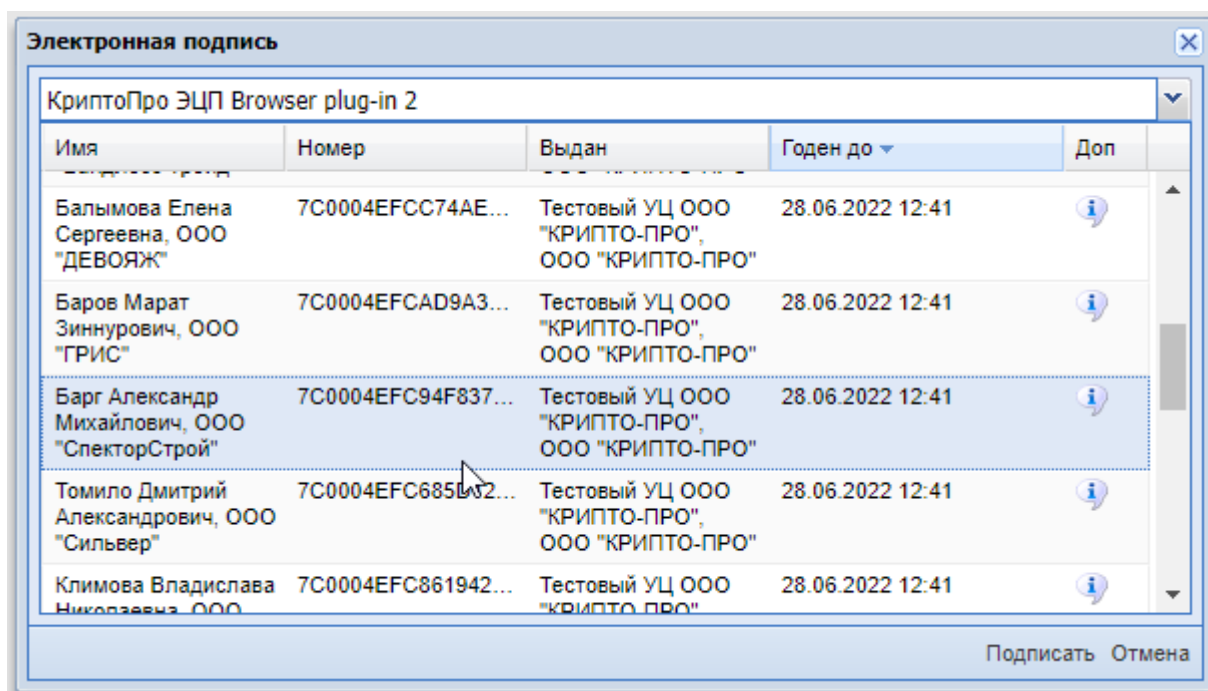 Электронная подпись
КриптоПро ЭЦП Browser plug-in 2
Имя Номер Выдан Годен до Доп
Балымова Елена 7C0004EFCC74AE... Тестовый УЦ ООО 28.06.2022 12:41
Сергеевна, ООО "КРИПТО-ПРО",
"ДЕВОЯЖ" ООО "КРИПТО-ПРО"
Баров Марат 7C0004EFCAD9A3... Тестовый УЦ ООО 28.06.2022 12:41
Зиннурович, ООО "КРИПТО-ПРО",
"ГРИС" ООО "КРИПТО-ПРО"
Барг Александр 7C0004EFC94F837... Тестовый УЦ ООО 28.06.2022 12:41
Михайлович, ООО "КРИПТО-ПРО",
"СпекторСтрой" ООО "КРИПТО-ПРО"
Томило Дмитрий Тестовый УЦ ООО 28.06.2022 12:41
Александрович, ООО "КРИПТО-ПРО",
"Сильвер" ООО "КРИПТО-ПРО"
Климова Владислава 7C0004EFC861942... Тестовый УЦ ООО 28.06.2022 12:41
Николаевна, ООО "КРИПТО-ПРО",
Подписать Отмена